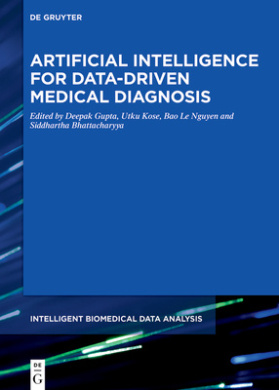 DE GRUYTER
ARTIFICIAL INTELLIGENCE
FOR DATA-DRIVEN
MEDICAL DIAGNOSIS
Edited by Deepak Gupta, Utku Kose, Bao Le Nguyen and
Siddhartha Bhattacharyya
INTELLIGENT BIOMEDICAL DATA ANALYSIS
DE
G